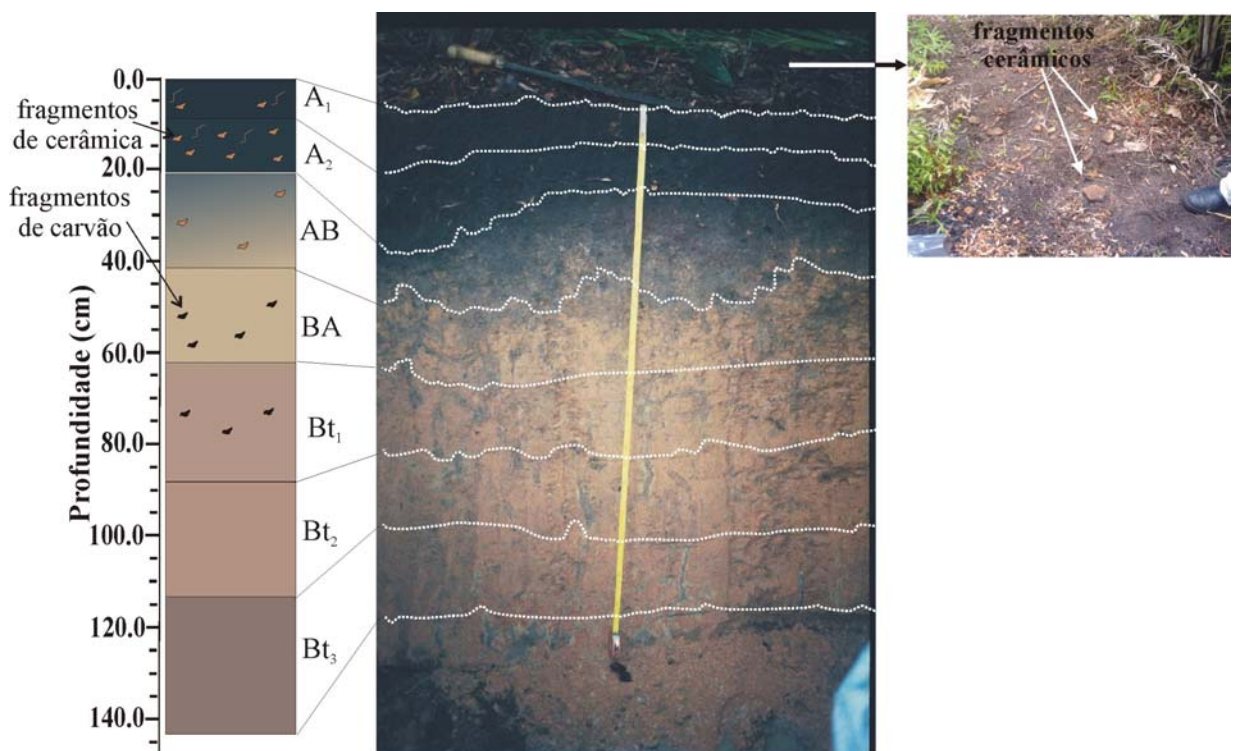 Profundidade (cm)
0.0
20.0
40.0
60.0
80.0
100.0
120.0
140.0
fragmentos
de cerâmica
fragmentos
de carvão
A₁
A₂
AB
BA
Bt₁
Bt₂
Bt₃
fragmentos
cerâmicos